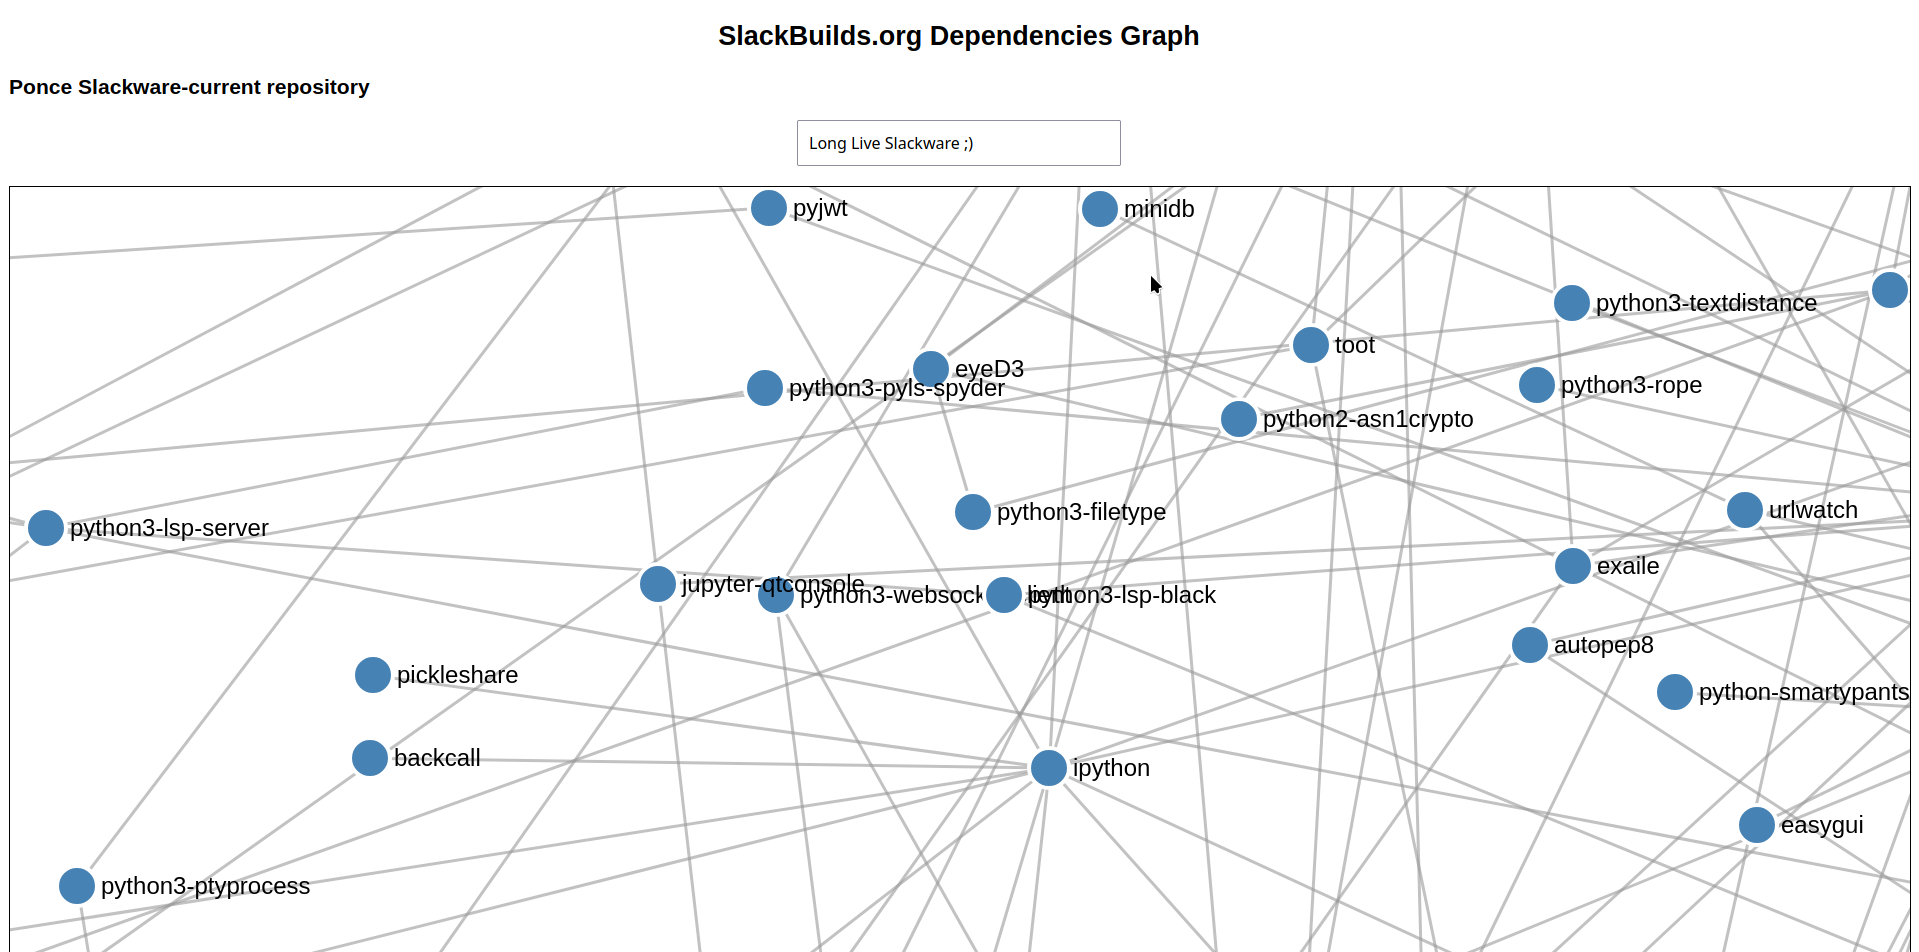 SlackBuilds.org Dependencies Graph
Ponce Slackware-current repository
Long Live Slackware ;)
pyjwt
minidb
python3-textdistance
toot
eyeD3
python3-pyls-spyder
python3-rope
python2-asn1crypto
python3-filetype
urlwatch
python3-lsp-server
exaile
jupyter-qtconsole
python3-lsp-black
autopep8
pickleshare
python-smartypants
backcall
ipython
easygui
python3-ptyprocess